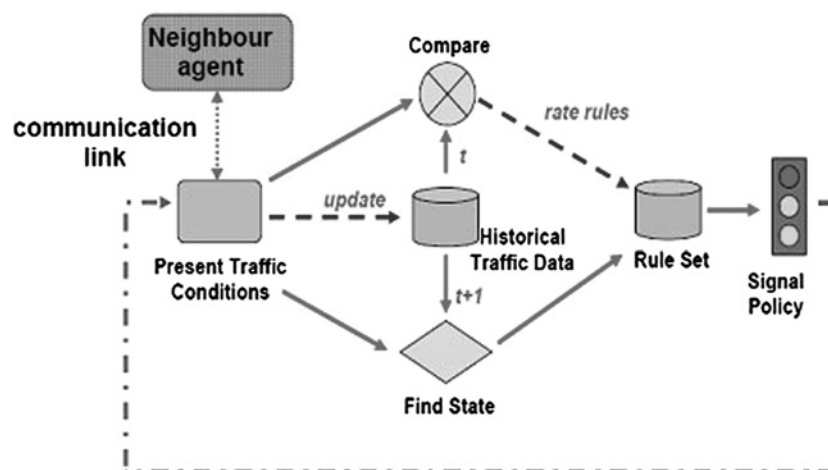 Neighbour
agent
Compare
communication
link
rate rules
t
update
Historical
Traffic Data
Rule Set
Present Traffic
Conditions
Signal
Policy
t+1
Find State